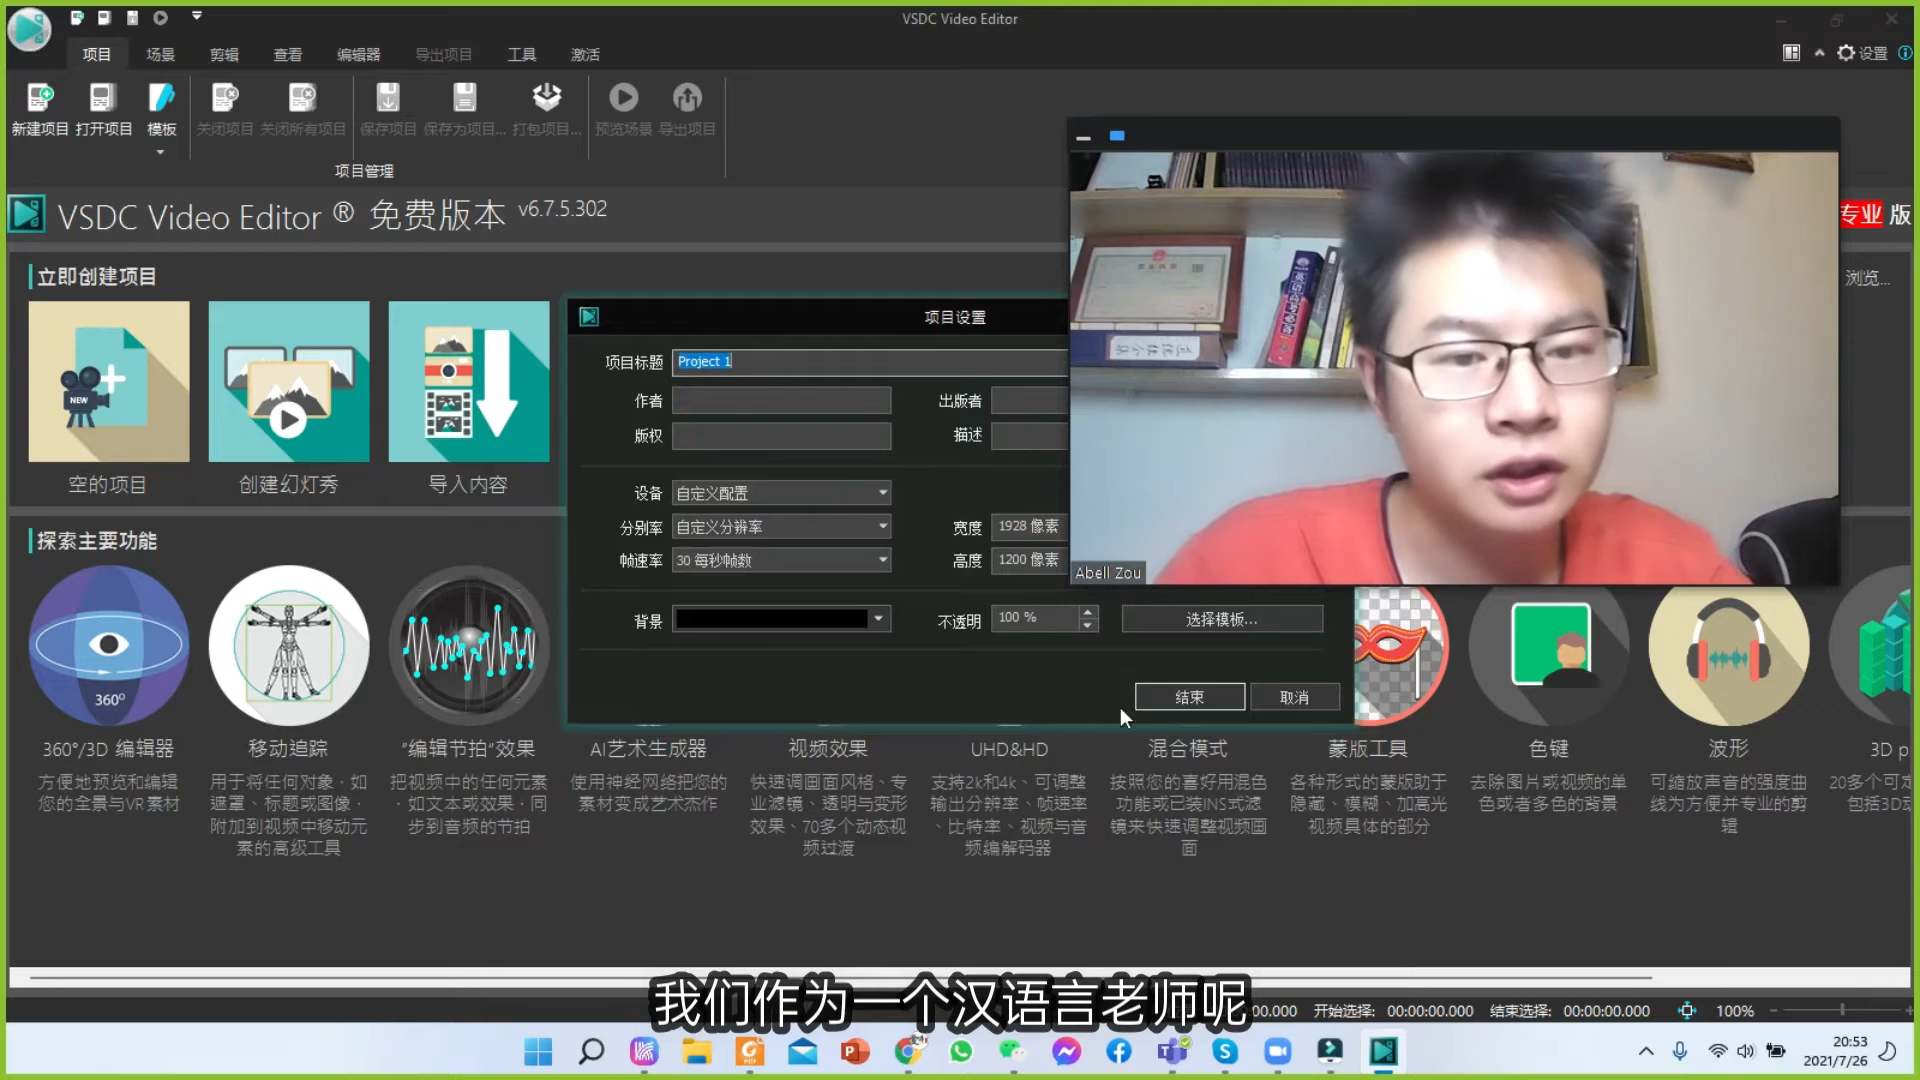 VSDC Video Editor
项目
场景
剪辑
查看
编辑器
导出项目
工具
激活
设置
新建项目
打开项目
模板
关闭项目
关闭所有项目
保存项目
保存为项目...
打包项目...
预览场景
导出项目
项目管理
VSDC Video Editor ® 免费版本 v6.7.5.302
专业 版
立即创建项目
浏览...
NEW
空的项目
创建幻灯秀
导入内容
项目设置
项目标题 Project 1
作者
出版者
版权
描述
设备 自定义配置
分别率 自定义分辨率
宽度 1928 像素
帧速率 30 每秒帧数
高度 1200 像素
背景
不透明 100 %
选择模板...
结束
取消
Abell Zou
探索主要功能
360°
360°/3D 编辑器
方便地预览和编辑
您的全景与VR素材
移动追踪
用于将任何对象·如
遮罩、标题或图像·
附加到视频中移动元
素的高级工具
"编辑节拍"效果
把视频中的任何元素
·如文本或效果·同
步到音频的节拍
AI艺术生成器
使用神经网络把您的
素材变成艺术杰作
视频效果
快速调画面风格、专
业滤镜、透明与变形
效果、70多个动态视
频过渡
UHD&HD
支持2k和4k、可调整
输出分辨率、帧速率
、比特率、视频与音
频编解码器
混合模式
按照您的喜好用混色
功能或已装INS式滤
镜来快速调整视频画
面
蒙版工具
各种形式的蒙版助于
隐藏、模糊、加高光
视频具体的部分
色键
去除图片或视频的单
色或者多色的背景
波形
可缩放声音的强度曲
线为方便并专业的剪
辑
3D p
20多个可定
包括3D动
我们作为一个汉语言老师呢
00.000
开始选择: 00:00:00.000
结束选择: 00:00:00.000
100%
20:53
2021/7/26